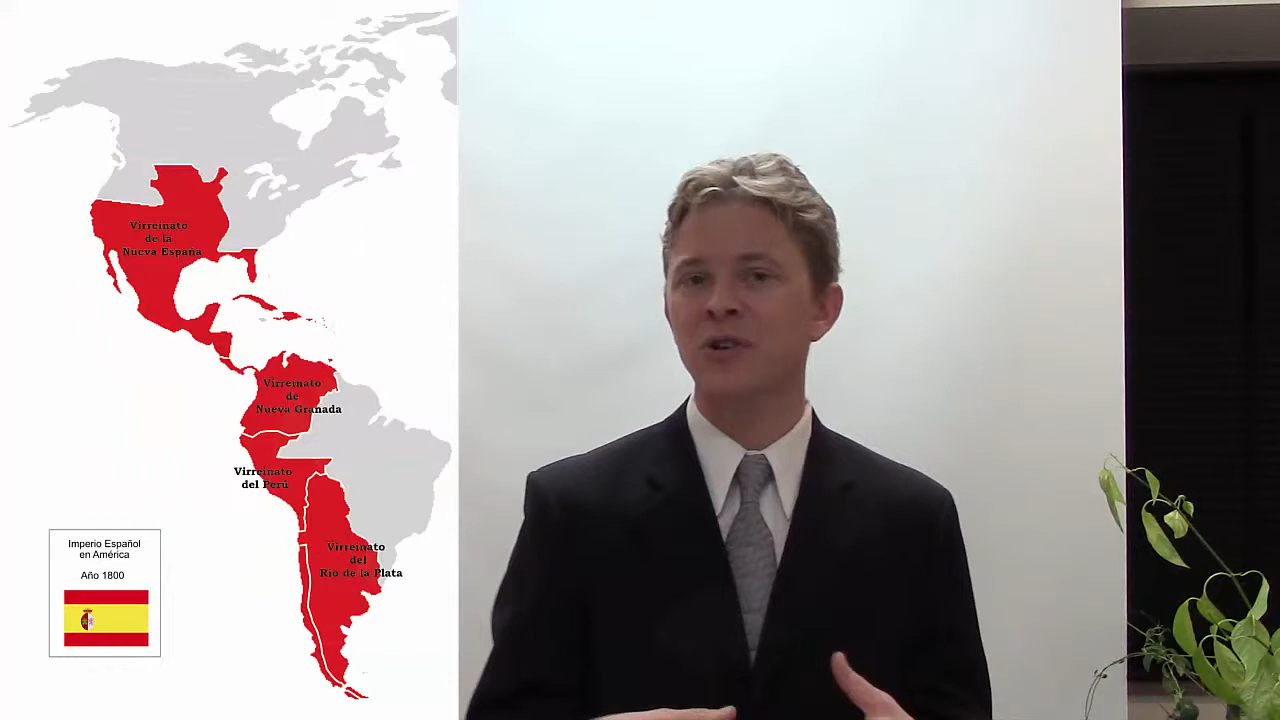 Virreinato
de la
Nueva España
Virreinato
de
Nueva Granada
Virreinato
del Perú
Virreinato
del
Río de la Plata
Imperio Español
en América
Año 1800